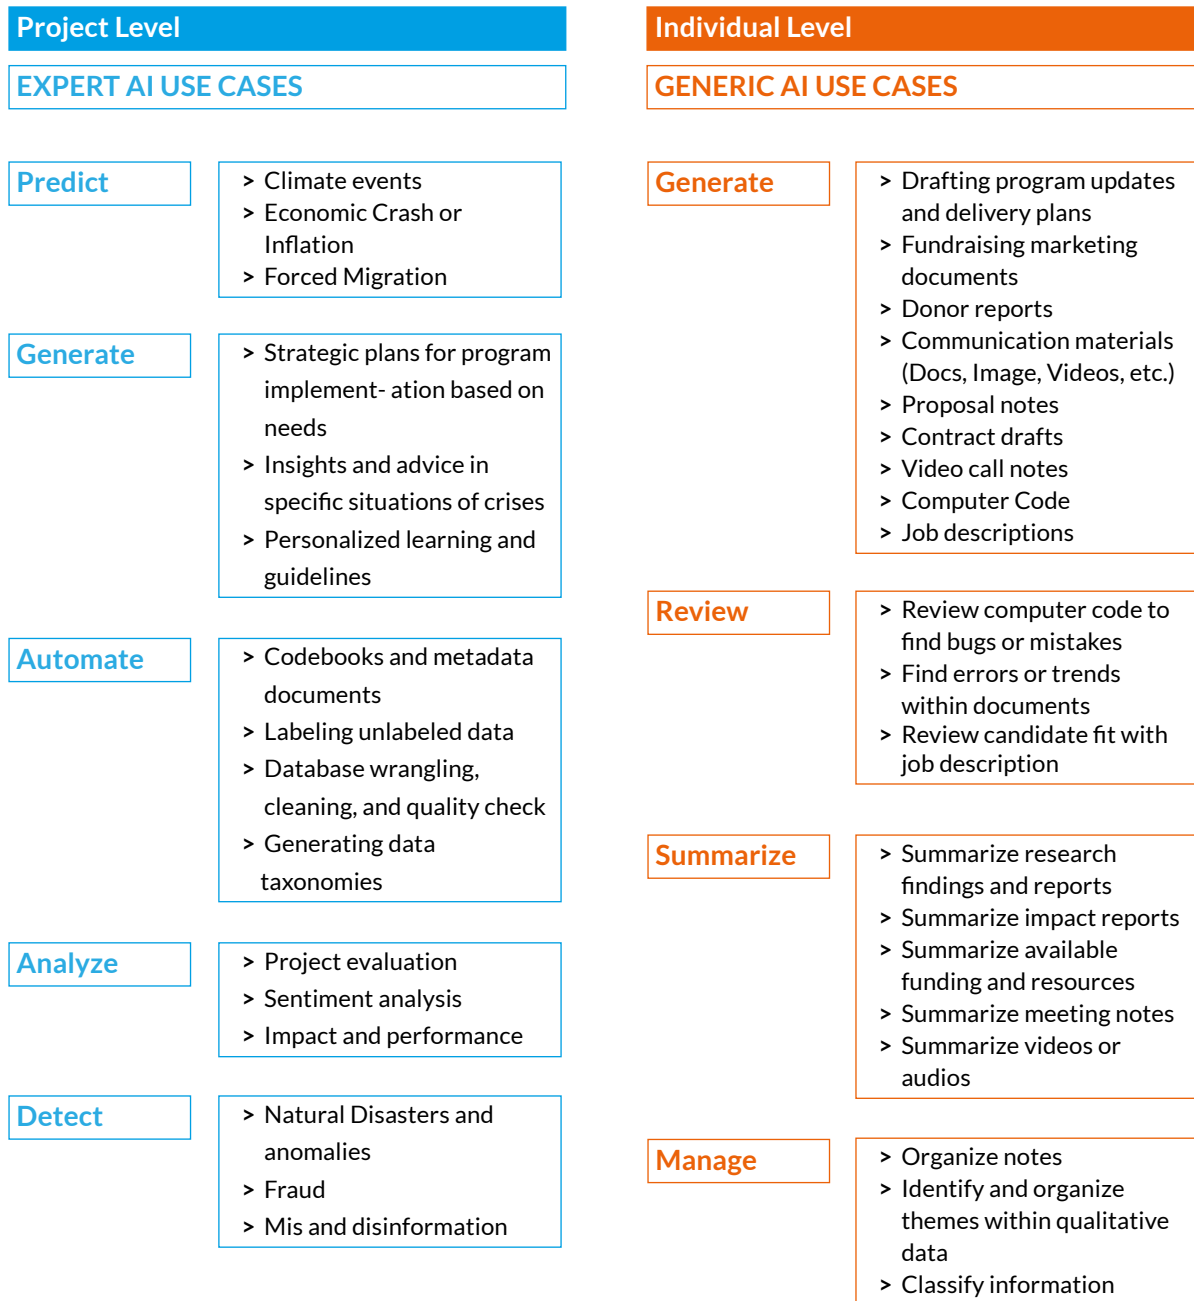 Project Level
EXPERT AI USE CASES
Predict
> Climate events
> Economic Crash or
Inflation
> Forced Migration
Generate
> Strategic plans for program
implement- ation based on
needs
> Insights and advice in
specific situations of crises
> Personalized learning and
guidelines
Automate
> Codebooks and metadata
documents
> Labeling unlabeled data
> Database wrangling,
cleaning, and quality check
> Generating data
taxonomies
Analyze
> Project evaluation
> Sentiment analysis
> Impact and performance
Detect
> Natural Disasters and
anomalies
> Fraud
> Mis and disinformation
Individual Level
GENERIC AI USE CASES
Generate
> Drafting program updates
and delivery plans
> Fundraising marketing
documents
> Donor reports
> Communication materials
(Docs, Image, Videos, etc.)
> Proposal notes
> Contract drafts
> Video call notes
> Computer Code
> Job descriptions
Review
> Review computer code to
find bugs or mistakes
> Find errors or trends
within documents
> Review candidate fit with
job description
Summarize
> Summarize research
findings and reports
> Summarize impact reports
> Summarize available
funding and resources
> Summarize meeting notes
> Summarize videos or
audios
Manage
> Organize notes
> Identify and organize
themes within qualitative
data
> Classify information